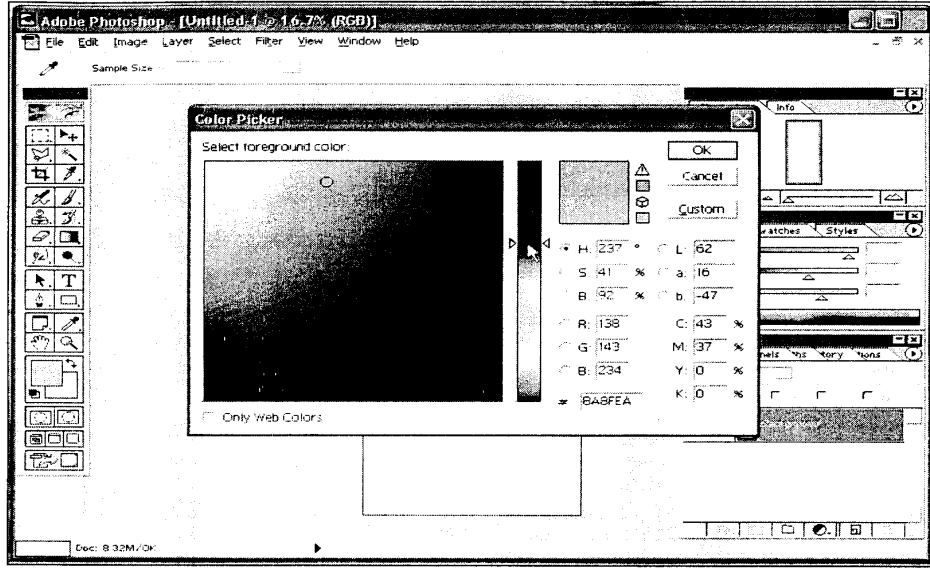 Adobe Photoshop - [Untitled-1 @ 16.7% (RGB)]
File Edit Image Layer Select Filter View Window Help
Sample Size
Info
Color Picker
Select foreground color:
OK
Cancel
Custom
Styles
H: 237 ° L: 62
S: 41 % a: 16
B: 92 % b: -47
R: 138 C: 43 %
G: 143 M: 37 %
B: 234 Y: 0 %
# 8A8FEA K: 0 %
Only Web Colors
Doc: 8.32M/0K